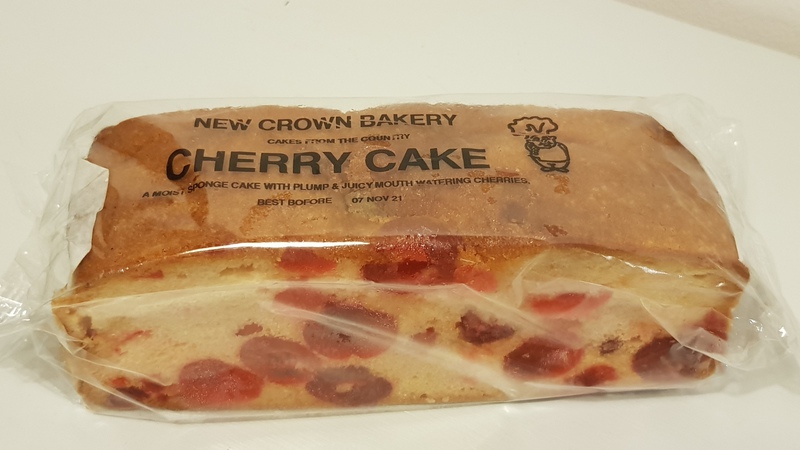 NEW CROWN BAKERY
CAKES FROM THE COUNTRY
CHERRY CAKE
A MOIST SPONGE CAKE WITH PLUMP & JUICY MOUTH WATERING CHERRIES.
BEST BOFORE 07 NOV 21